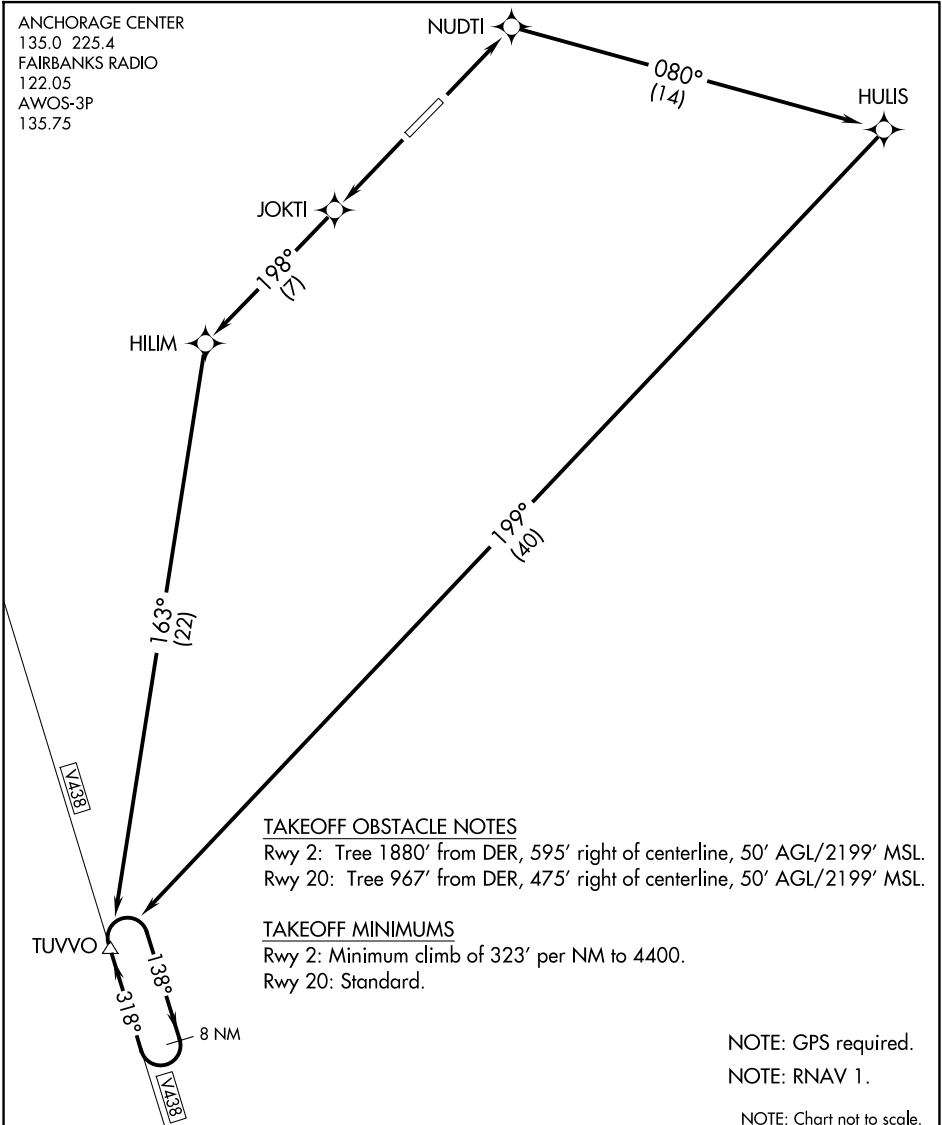 ANCHORAGE CENTER
135.0 225.4
FAIRBANKS RADIO
122.05
AWOS-3P
135.75
NUDTI
080°
(14)
HULIS
JOKTI
198°
(7)
HILIM
199°
(40)
163°
(22)
V438
TAKEOFF OBSTACLE NOTES
Rwy 2: Tree 1880' from DER, 595' right of centerline, 50' AGL/2199' MSL.
Rwy 20: Tree 967' from DER, 475' right of centerline, 50' AGL/2199' MSL.
TAKEOFF MINIMUMS
Rwy 2: Minimum climb of 323' per NM to 4400.
Rwy 20: Standard.
TUVVO
138°
318°
8 NM
V438
NOTE: GPS required.
NOTE: RNAV 1.
NOTE: Chart not to scale.